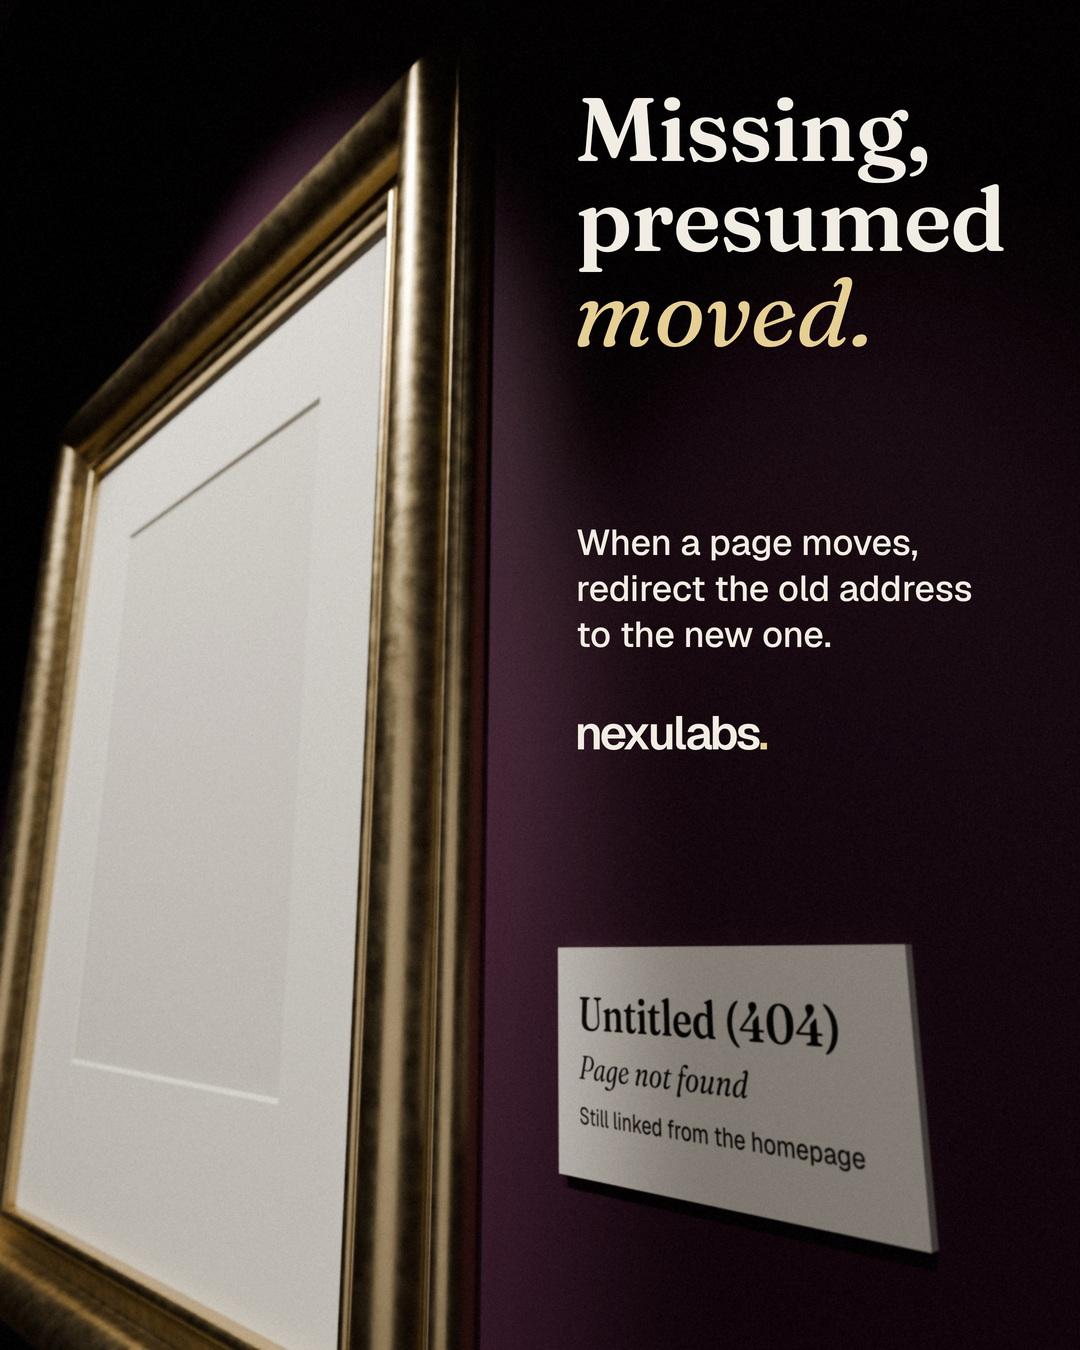 Missing,
presumed
moved.
When a page moves,
redirect the old address
to the new one.
nexulabs.
Untitled (404)
Page not found
Still linked from the homepage